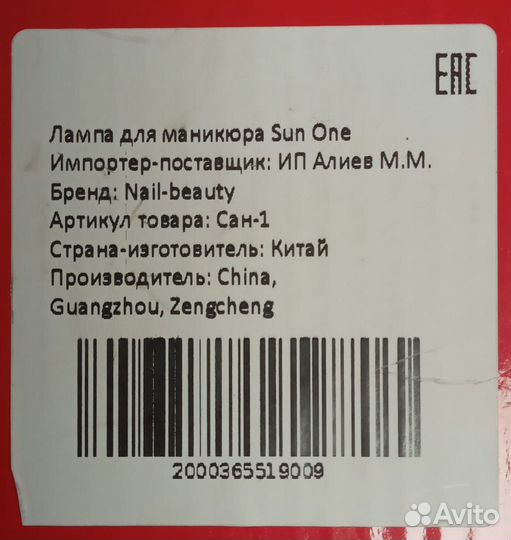 EAC
Лампа для маникюра Sun One
Импортер-поставщик: ИП Алиев М.М.
Бренд: Nail-beauty
Артикул товара: Сан-1
Страна-изготовитель: Китай
Производитель: China,
Guangzhou, Zengcheng
2000365519009
Avito